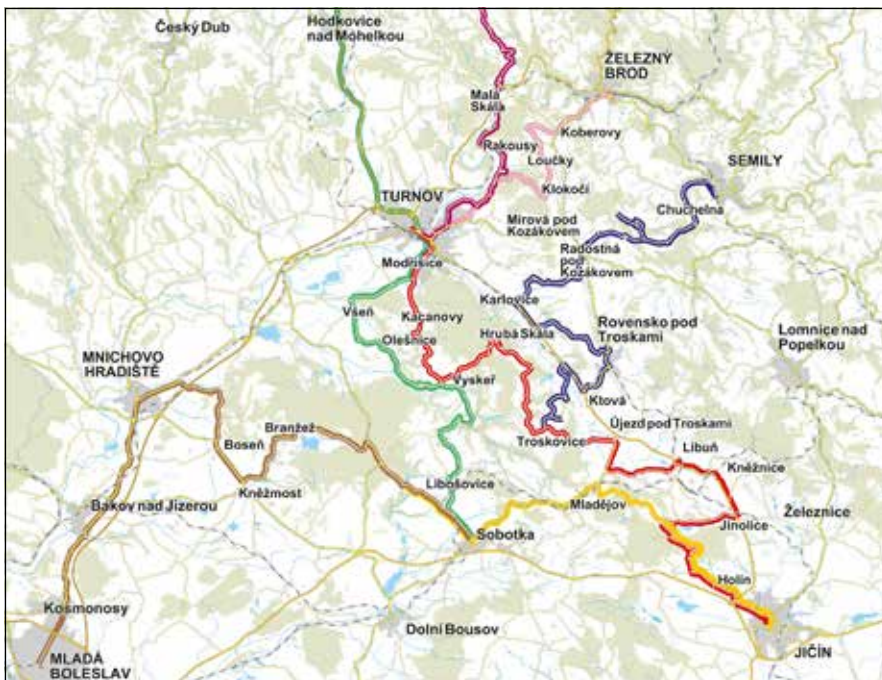 Český Dub
Hodkovice
nad Mohelkou
ŽELEZNÝ
BROD
Malá
Skála
Koberovy
Rakousy
Loučky
SEMILY
Klokočí
TURNOV
Chuchelna
Mírová pod
Kozákovem
Modřišice
Radostná
pod
Kozákovem
Karlovice
Všeň
Kacanovy
Olešnice
Hrubá Skála
Rovensko pod
Troskami
Lomnice nad
Popelkou
MNICHOVO
HRADIŠTĚ
Vyskeř
Ktová
Branžež
Boseň
Troskovice
Újezd pod Troskami
Libuň
Kněžnice
Kněžmost
Libošovice
Bakov nad Jizerou
Mladějov
Železnice
Jinolice
Sobotka
Holín
Kosmonosy
Dolní Bousov
MLADÁ
BOLESLAV
JIČÍN